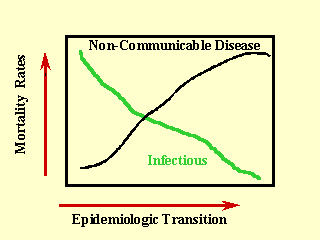 Non-Communicable Disease
Mortality Rates
Infectious
Epidemiologic Transition